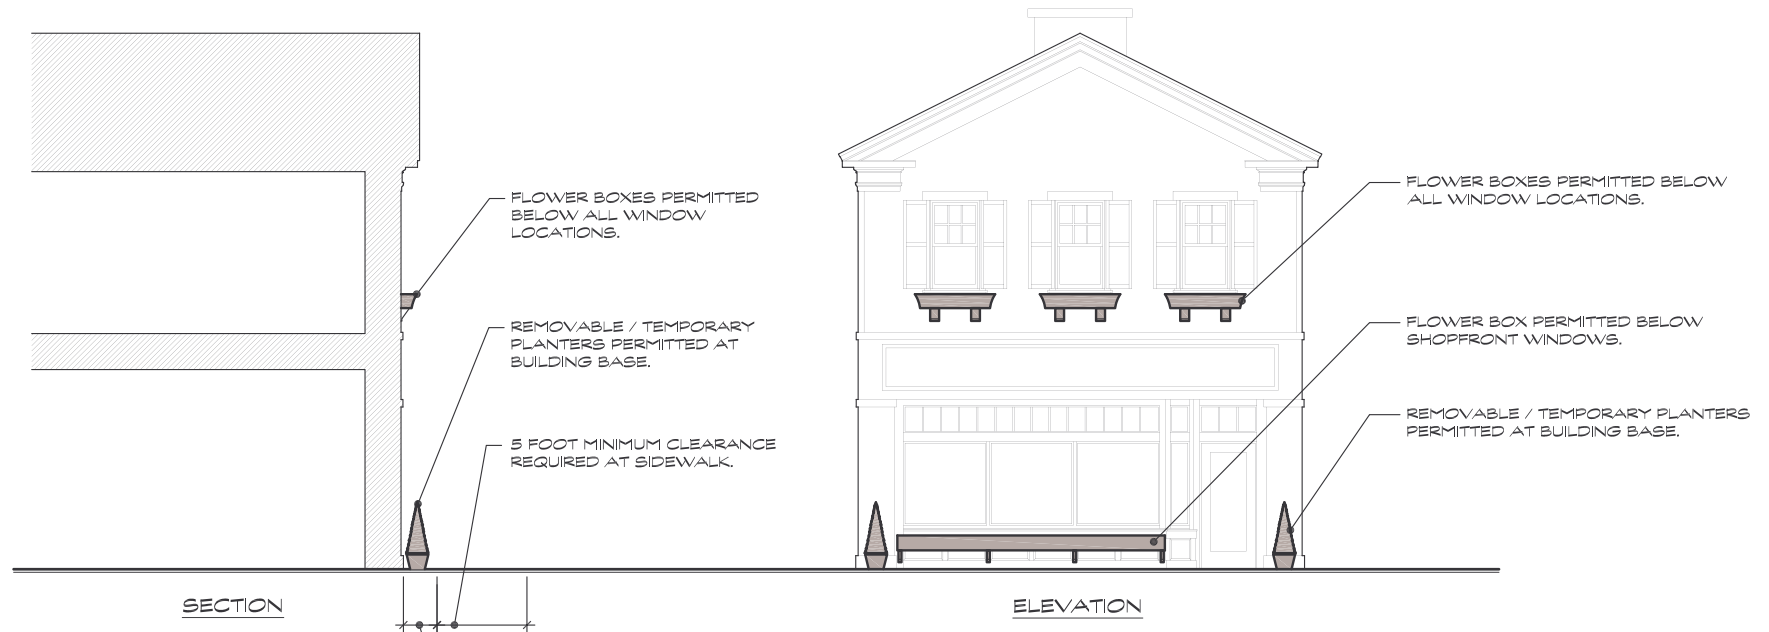 FLOWER BOXES PERMITTED
BELOW ALL WINDOW
LOCATIONS.
REMOVABLE / TEMPORARY
PLANTERS PERMITTED AT
BUILDING BASE.
5 FOOT MINIMUM CLEARANCE
REQUIRED AT SIDEWALK.
SECTION
FLOWER BOXES PERMITTED BELOW
ALL WINDOW LOCATIONS.
FLOWER BOX PERMITTED BELOW
SHOPFRONT WINDOWS.
REMOVABLE / TEMPORARY PLANTERS
PERMITTED AT BUILDING BASE.
ELEVATION